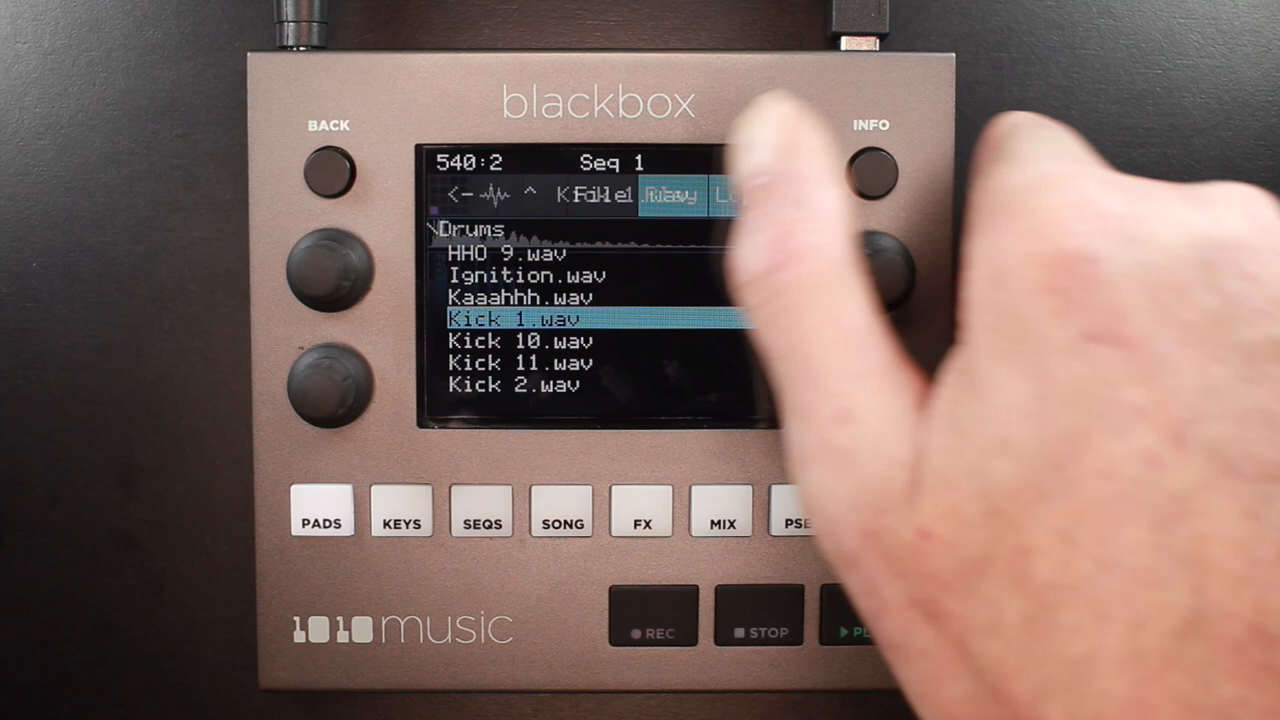 blackbox
BACK
INFO
540:2 Seq 1
<- ^
Drums
HHO 9.wav
Ignition.wav
Kaaahhh.wav
Kick 1.wav
Kick 10.wav
Kick 11.wav
Kick 2.wav
PADS KEYS SEQS SONG FX MIX
1010music
REC STOP